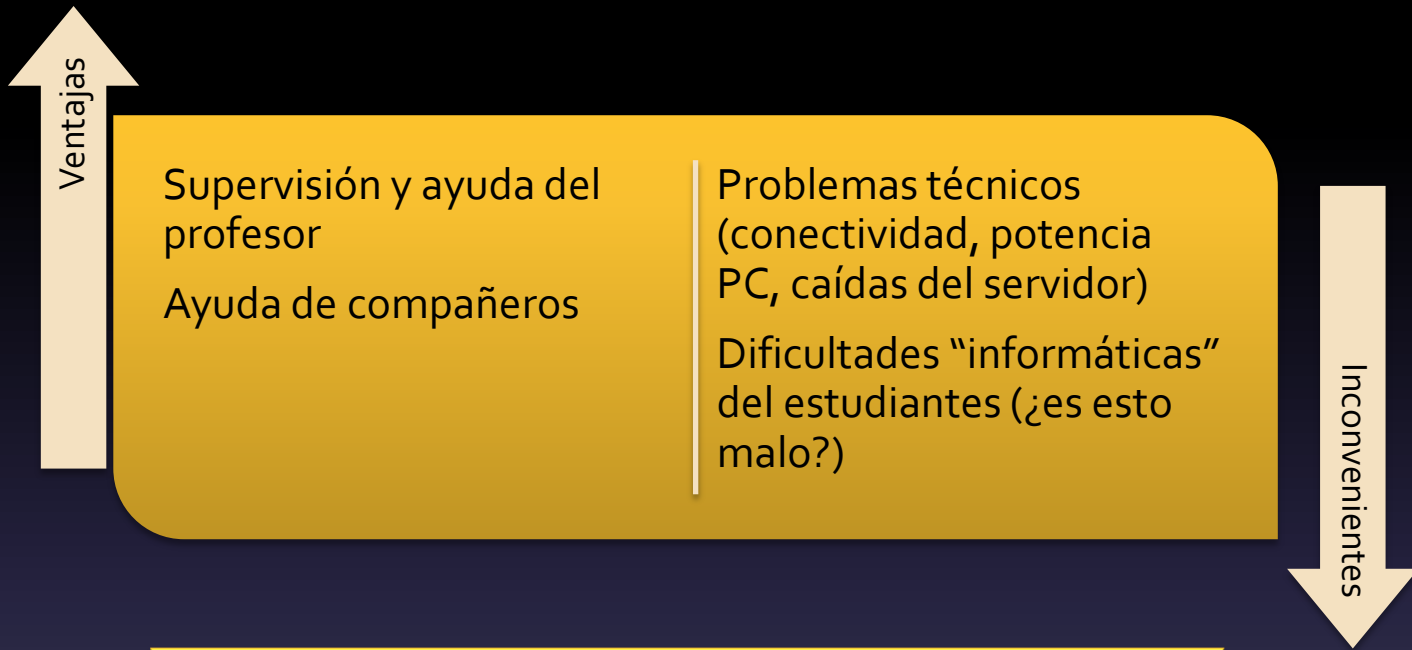 Ventajas
Supervisión y ayuda del
profesor
Ayuda de compañeros
Problemas técnicos
(conectividad, potencia
PC, caídas del servidor)
Dificultades “informáticas”
del estudiantes (¿es esto
malo?)
Inconvenientes